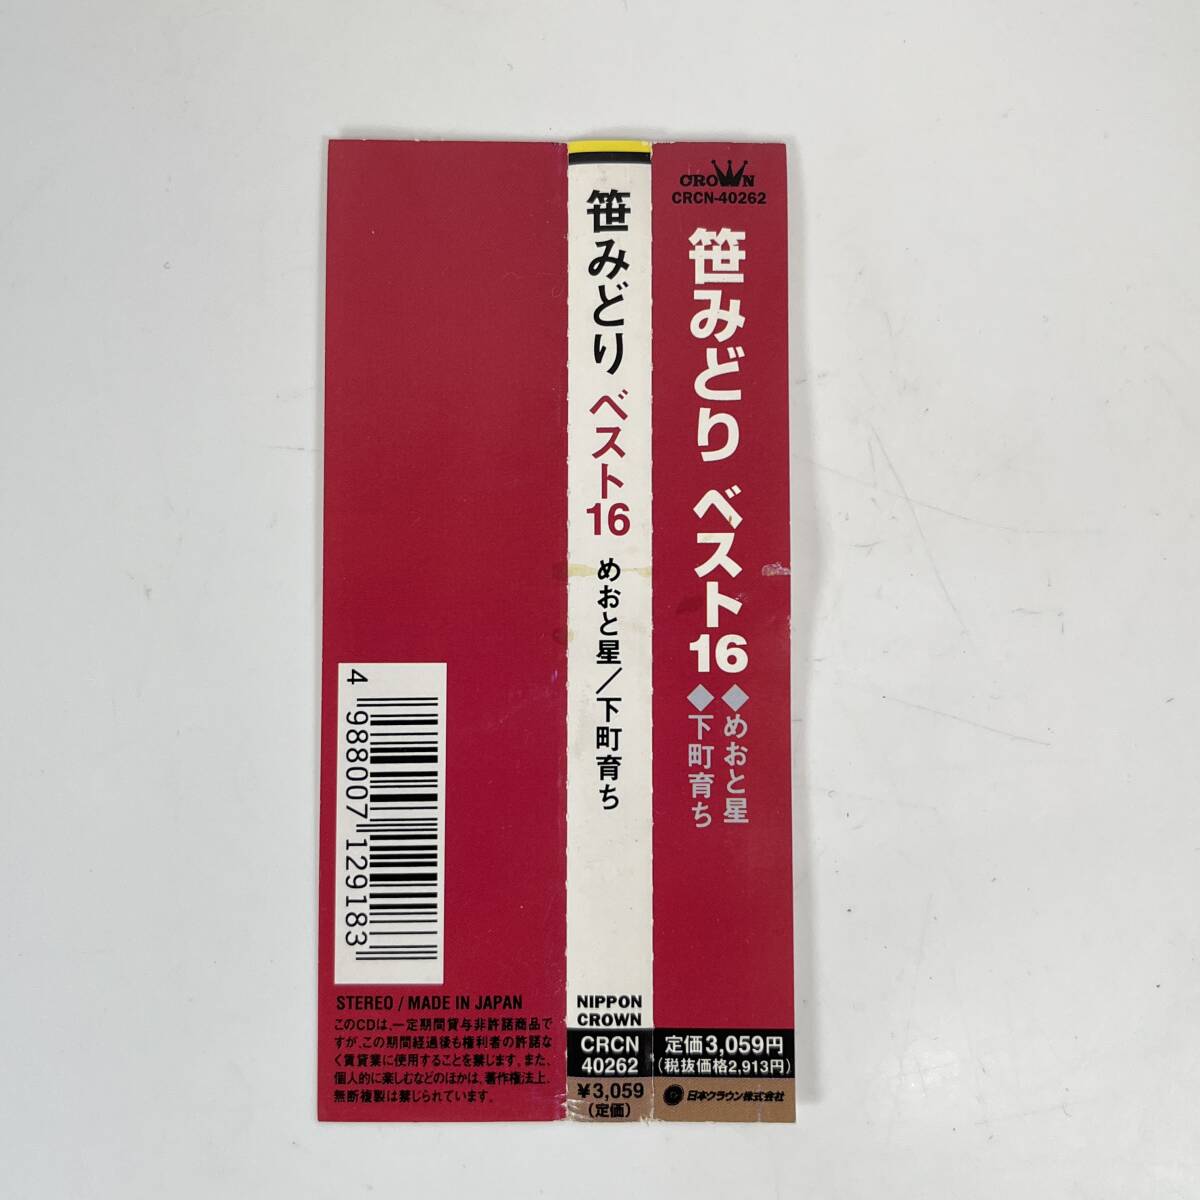 CROWN
CRCN-40262
笹みどり ベスト16
◆めおと星
◆下町育ち
定価3,059円
(税抜価格2,913円)
日本クラウン株式会社
笹みどり ベスト16 めおと星/下町育ち
NIPPON
CROWN
CRCN
40262
¥3,059
(定価)
4 988007 129183
STEREO / MADE IN JAPAN
このCDは、一定期間貸与非許諾商品で
すが、この期間経過後も権利者の許諾な
く賃貸業に使用することを禁じます。また、
個人的に楽しむなどのほかは、著作権法上、
無断複製は禁じられています。